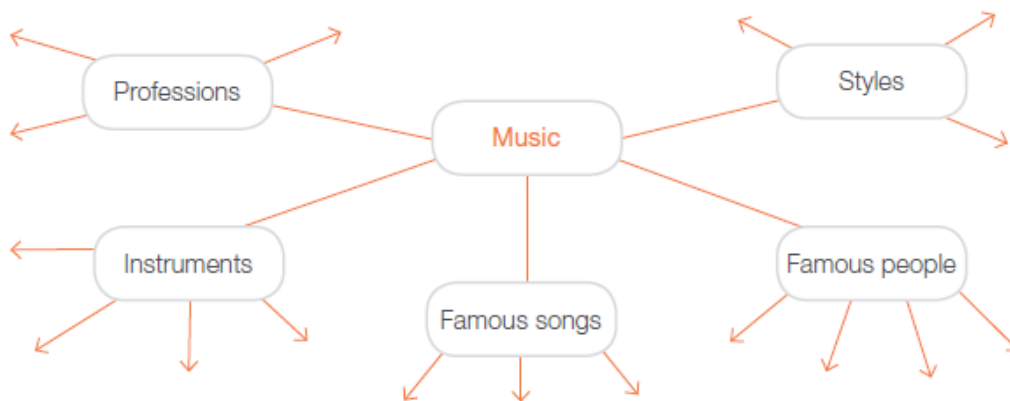 Professions
Styles
Music
Instruments
Famous people
Famous songs